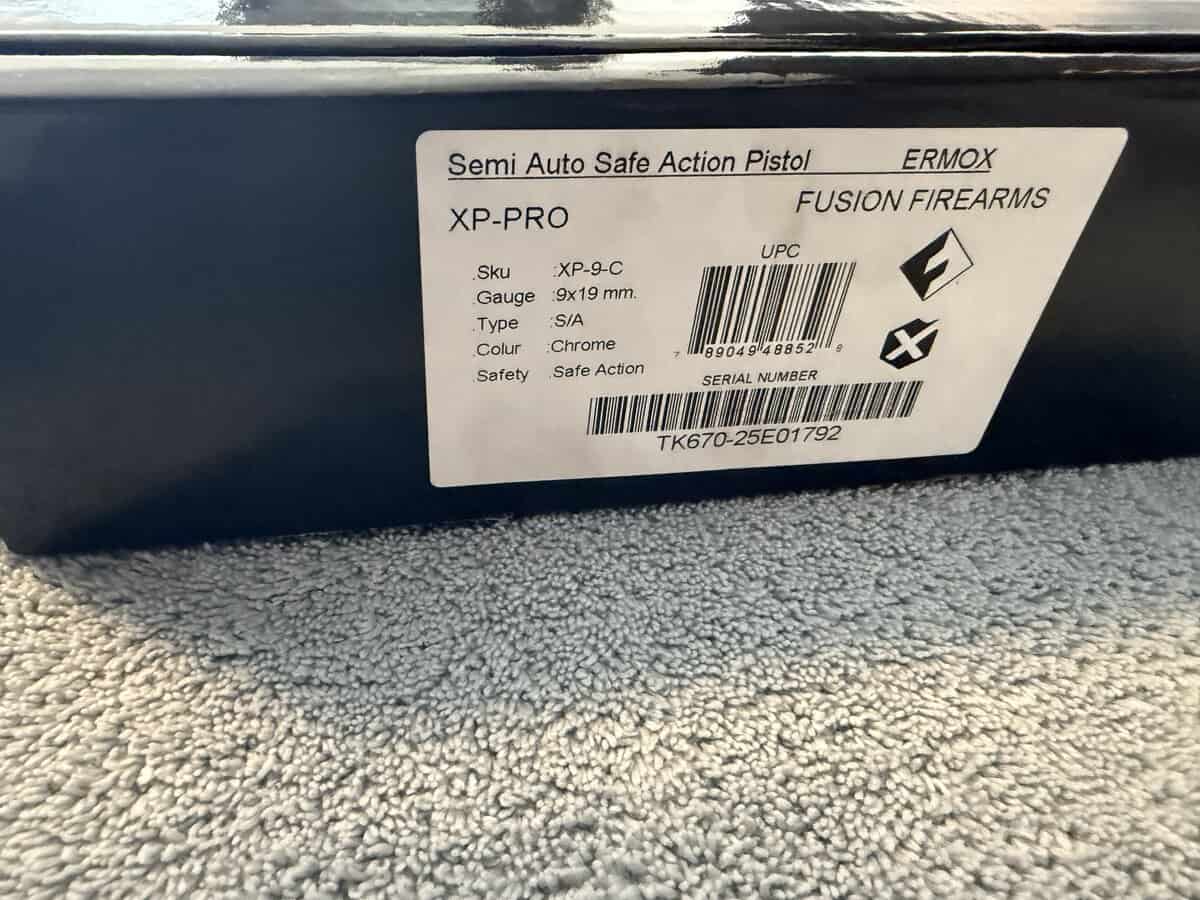 Semi Auto Safe Action Pistol ERMOX
XP-PRO FUSION FIREARMS
.Sku :XP-9-C
.Gauge :9x19 mm.
.Type :S/A
.Colur :Chrome
.Safety .Safe Action
UPC
7 89049 48852 9
SERIAL NUMBER
TK670-25E01792